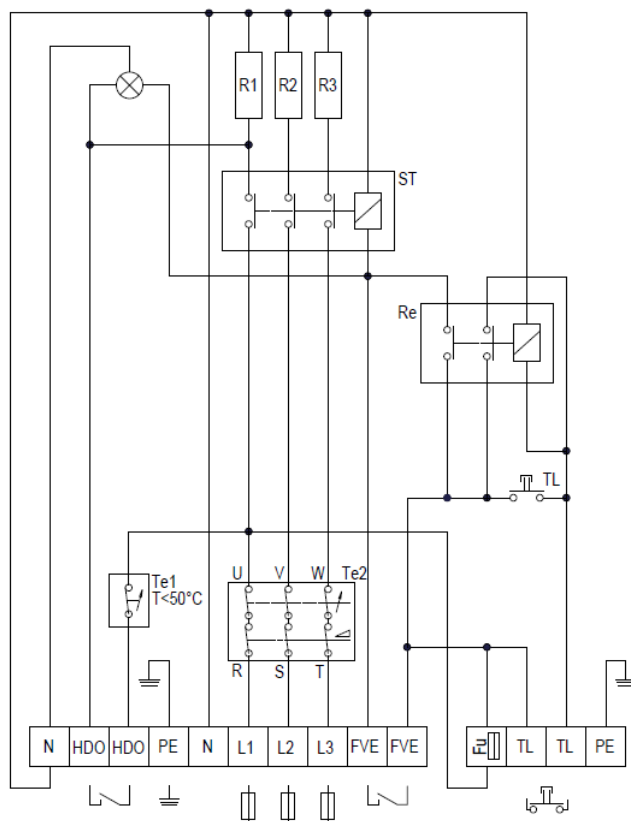 R1 R2 R3
ST
Re
TL
U V W Te2
Te1
T<50°C
R S T
N HDO HDO PE N L1 L2 L3 FVE FVE Fu TL TL PE